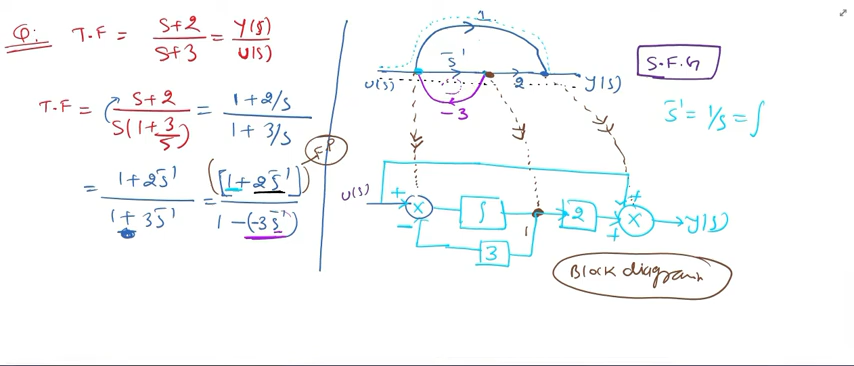 Q: T.F = S+2 / S+3 = Y(s) / U(s)
T.F = S+2 / S(1+3/S) = 1+2/s / 1+3/s
= 1+2s⁻¹ / 1+3s⁻¹ = ([1+2s⁻¹]) / 1-(-3s⁻¹)
F.P
1
U(s) s⁻¹ 2 Y(s)
-3
S.F.G
s⁻¹ = 1/s = ∫
U(s) + X ∫ 2 + + X Y(s)
- 3 1
Block diagram